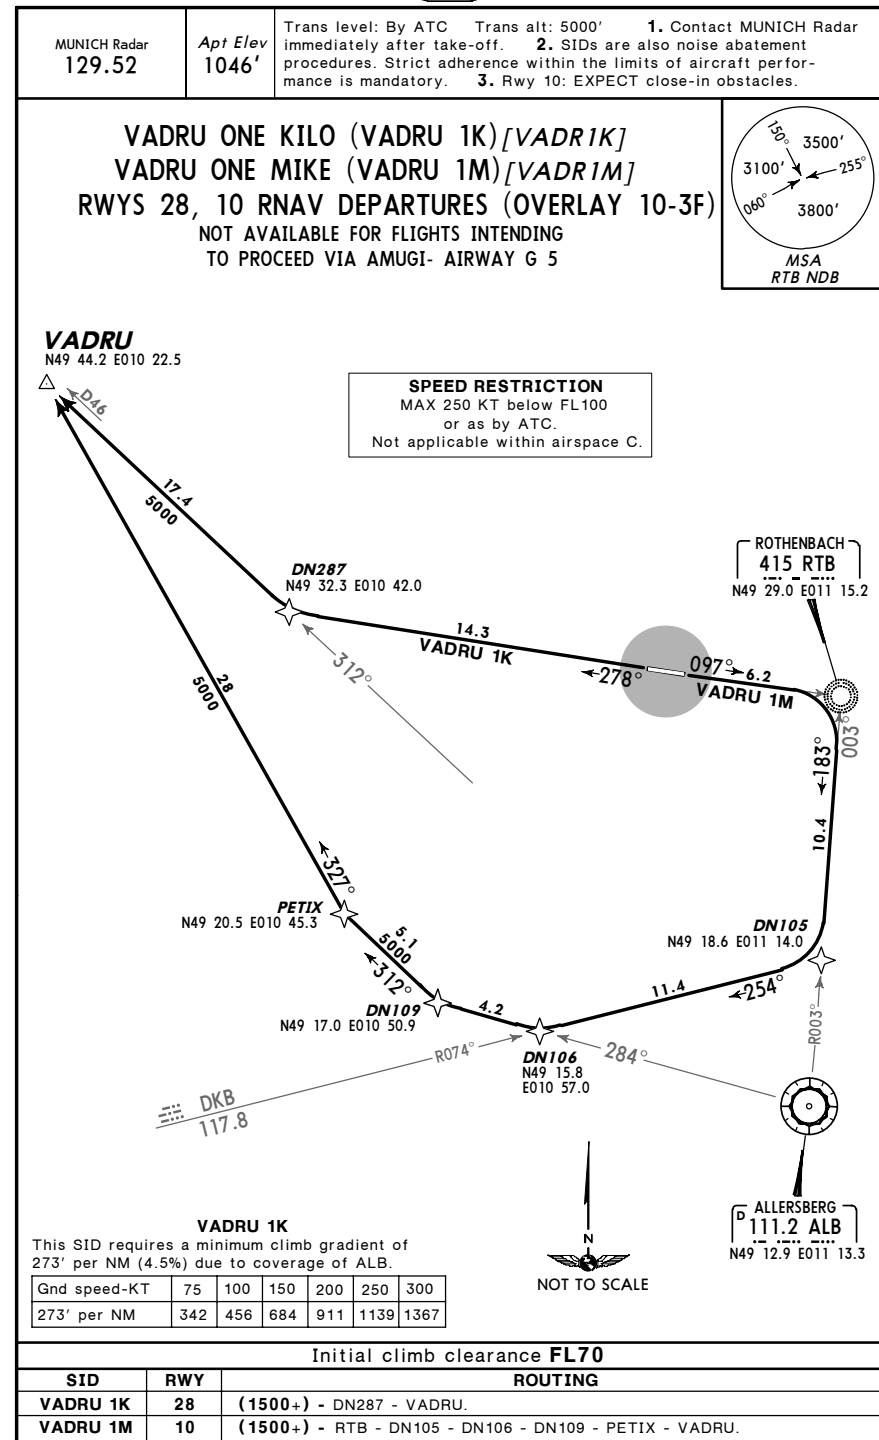 MUNICH Radar
129.52
Apt Elev
1046'
Trans level: By ATC Trans alt: 5000' 1. Contact MUNICH Radar
immediately after take-off. 2. SIDs are also noise abatement
procedures. Strict adherence within the limits of aircraft perfor-
mance is mandatory. 3. Rwy 10: EXPECT close-in obstacles.
VADRU ONE KILO (VADRU 1K) [VADR1K]
VADRU ONE MIKE (VADRU 1M) [VADR1M]
RWYS 28, 10 RNAV DEPARTURES (OVERLAY 10-3F)
NOT AVAILABLE FOR FLIGHTS INTENDING
TO PROCEED VIA AMUGI- AIRWAY G 5
150°
3500'
3100'
255°
060°
3800'
MSA
RTB NDB
VADRU
N49 44.2 E010 22.5
D46
SPEED RESTRICTION
MAX 250 KT below FL100
or as by ATC.
Not applicable within airspace C.
17.4
5000
ROTHENBACH
415 RTB
N49 29.0 E011 15.2
DN287
N49 32.3 E010 42.0
14.3
VADRU 1K
312°
278°
097°
6.2
VADRU 1M
003°
183°
28
5000
10.4
327°
PETIX
N49 20.5 E010 45.3
5.1
5000
312°
DN105
N49 18.6 E011 14.0
11.4
254°
DN109
N49 17.0 E010 50.9
4.2
R003°
R074°
DN106
N49 15.8
E010 57.0
284°
DKB
117.8
ALLERSBERG
D 111.2 ALB
N49 12.9 E011 13.3
N
NOT TO SCALE
VADRU 1K
This SID requires a minimum climb gradient of
273' per NM (4.5%) due to coverage of ALB.
Gnd speed-KT 75 100 150 200 250 300
273' per NM 342 456 684 911 1139 1367
Initial climb clearance FL70
SID RWY ROUTING
VADRU 1K 28 (1500+) - DN287 - VADRU.
VADRU 1M 10 (1500+) - RTB - DN105 - DN106 - DN109 - PETIX - VADRU.